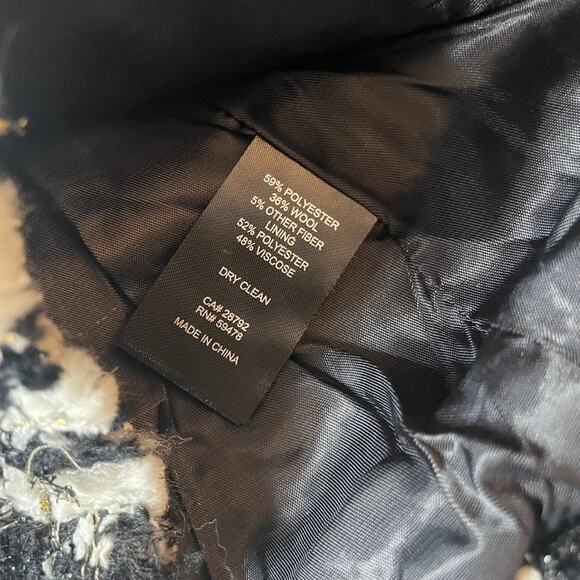 59% POLYESTER
36% WOOL
5% OTHER FIBER
LINING
52% POLYESTER
48% VISCOSE
DRY CLEAN
CA# 28792
RN# 59478
MADE IN CHINA